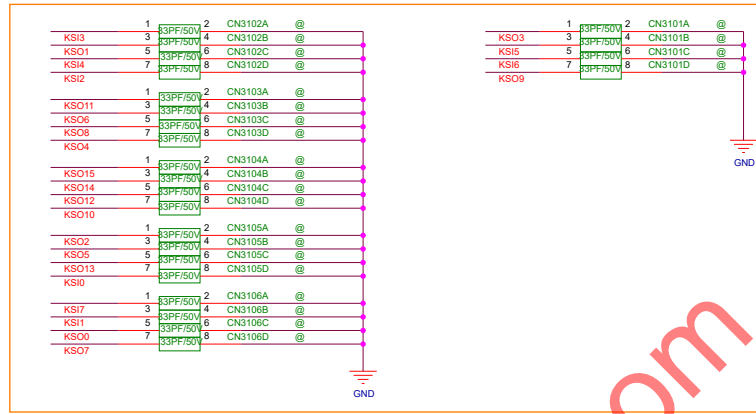 1 33PF/50V 2 CN3102A @
KSI3 3 33PF/50V 4 CN3102B @
KSO1 5 33PF/50V 6 CN3102C @
KSI4 7 33PF/50V 8 CN3102D @
KSI2
1 33PF/50V 2 CN3103A @
KSO11 3 33PF/50V 4 CN3103B @
KSO6 5 33PF/50V 6 CN3103C @
KSO8 7 33PF/50V 8 CN3103D @
KSO4
1 33PF/50V 2 CN3104A @
KSO15 3 33PF/50V 4 CN3104B @
KSO14 5 33PF/50V 6 CN3104C @
KSO12 7 33PF/50V 8 CN3104D @
KSO10
1 33PF/50V 2 CN3105A @
KSO2 3 33PF/50V 4 CN3105B @
KSO5 5 33PF/50V 6 CN3105C @
KSO13 7 33PF/50V 8 CN3105D @
KSI0
1 33PF/50V 2 CN3106A @
KSI7 3 33PF/50V 4 CN3106B @
KSI1 5 33PF/50V 6 CN3106C @
KSO0 7 33PF/50V 8 CN3106D @
KSO7
GND
1 33PF/50V 2 CN3101A @
KSO3 3 33PF/50V 4 CN3101B @
KSI5 5 33PF/50V 6 CN3101C @
KSI6 7 33PF/50V 8 CN3101D @
KSO9
GND
om